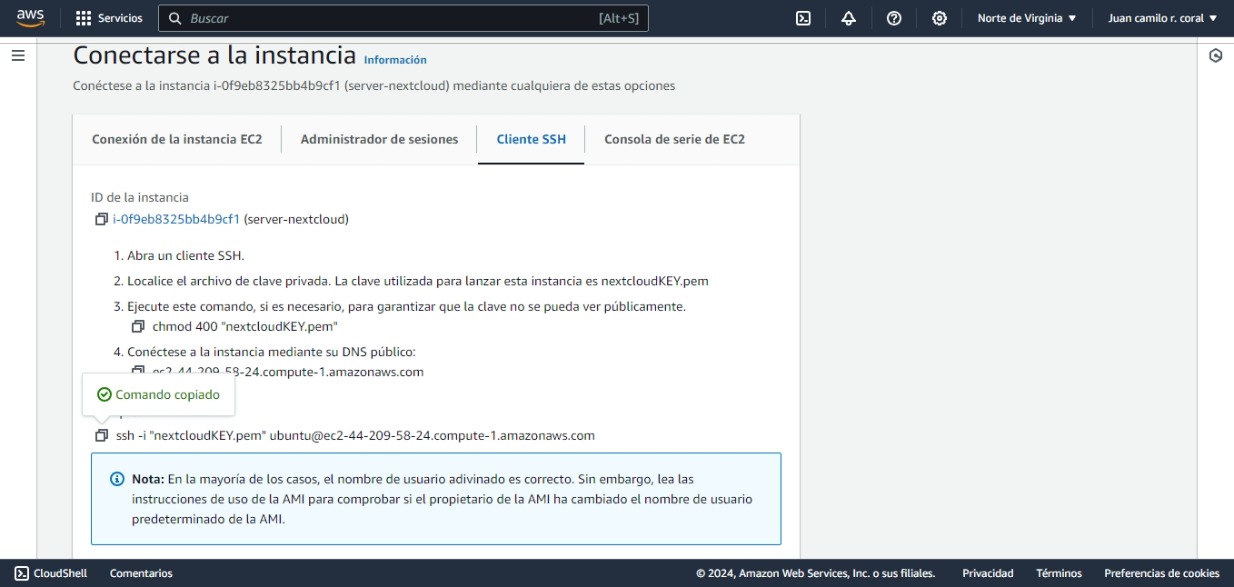 aws
Servicios
Buscar
[Alt+S]
Norte de Virginia ▼
Juan camilo r. coral ▼
Conectarse a la instancia Información
Conéctese a la instancia i-0f9eb8325bb4b9cf1 (server-nextcloud) mediante cualquiera de estas opciones
Conexión de la instancia EC2
Administrador de sesiones
Cliente SSH
Consola de serie de EC2
ID de la instancia
i-0f9eb8325bb4b9cf1 (server-nextcloud)
1. Abra un cliente SSH.
2. Localice el archivo de clave privada. La clave utilizada para lanzar esta instancia es nextcloudKEY.pem
3. Ejecute este comando, si es necesario, para garantizar que la clave no se pueda ver públicamente.
chmod 400 "nextcloudKEY.pem"
4. Conéctese a la instancia mediante su DNS público:
ec2-44-209-58-24.compute-1.amazonaws.com
Comando copiado
ssh -i "nextcloudKEY.pem" ubuntu@ec2-44-209-58-24.compute-1.amazonaws.com
Nota: En la mayoría de los casos, el nombre de usuario adivinado es correcto. Sin embargo, lea las
instrucciones de uso de la AMI para comprobar si el propietario de la AMI ha cambiado el nombre de usuario
predeterminado de la AMI.
CloudShell
Comentarios
© 2024, Amazon Web Services, Inc. o sus filiales.
Privacidad
Términos
Preferencias de cookies